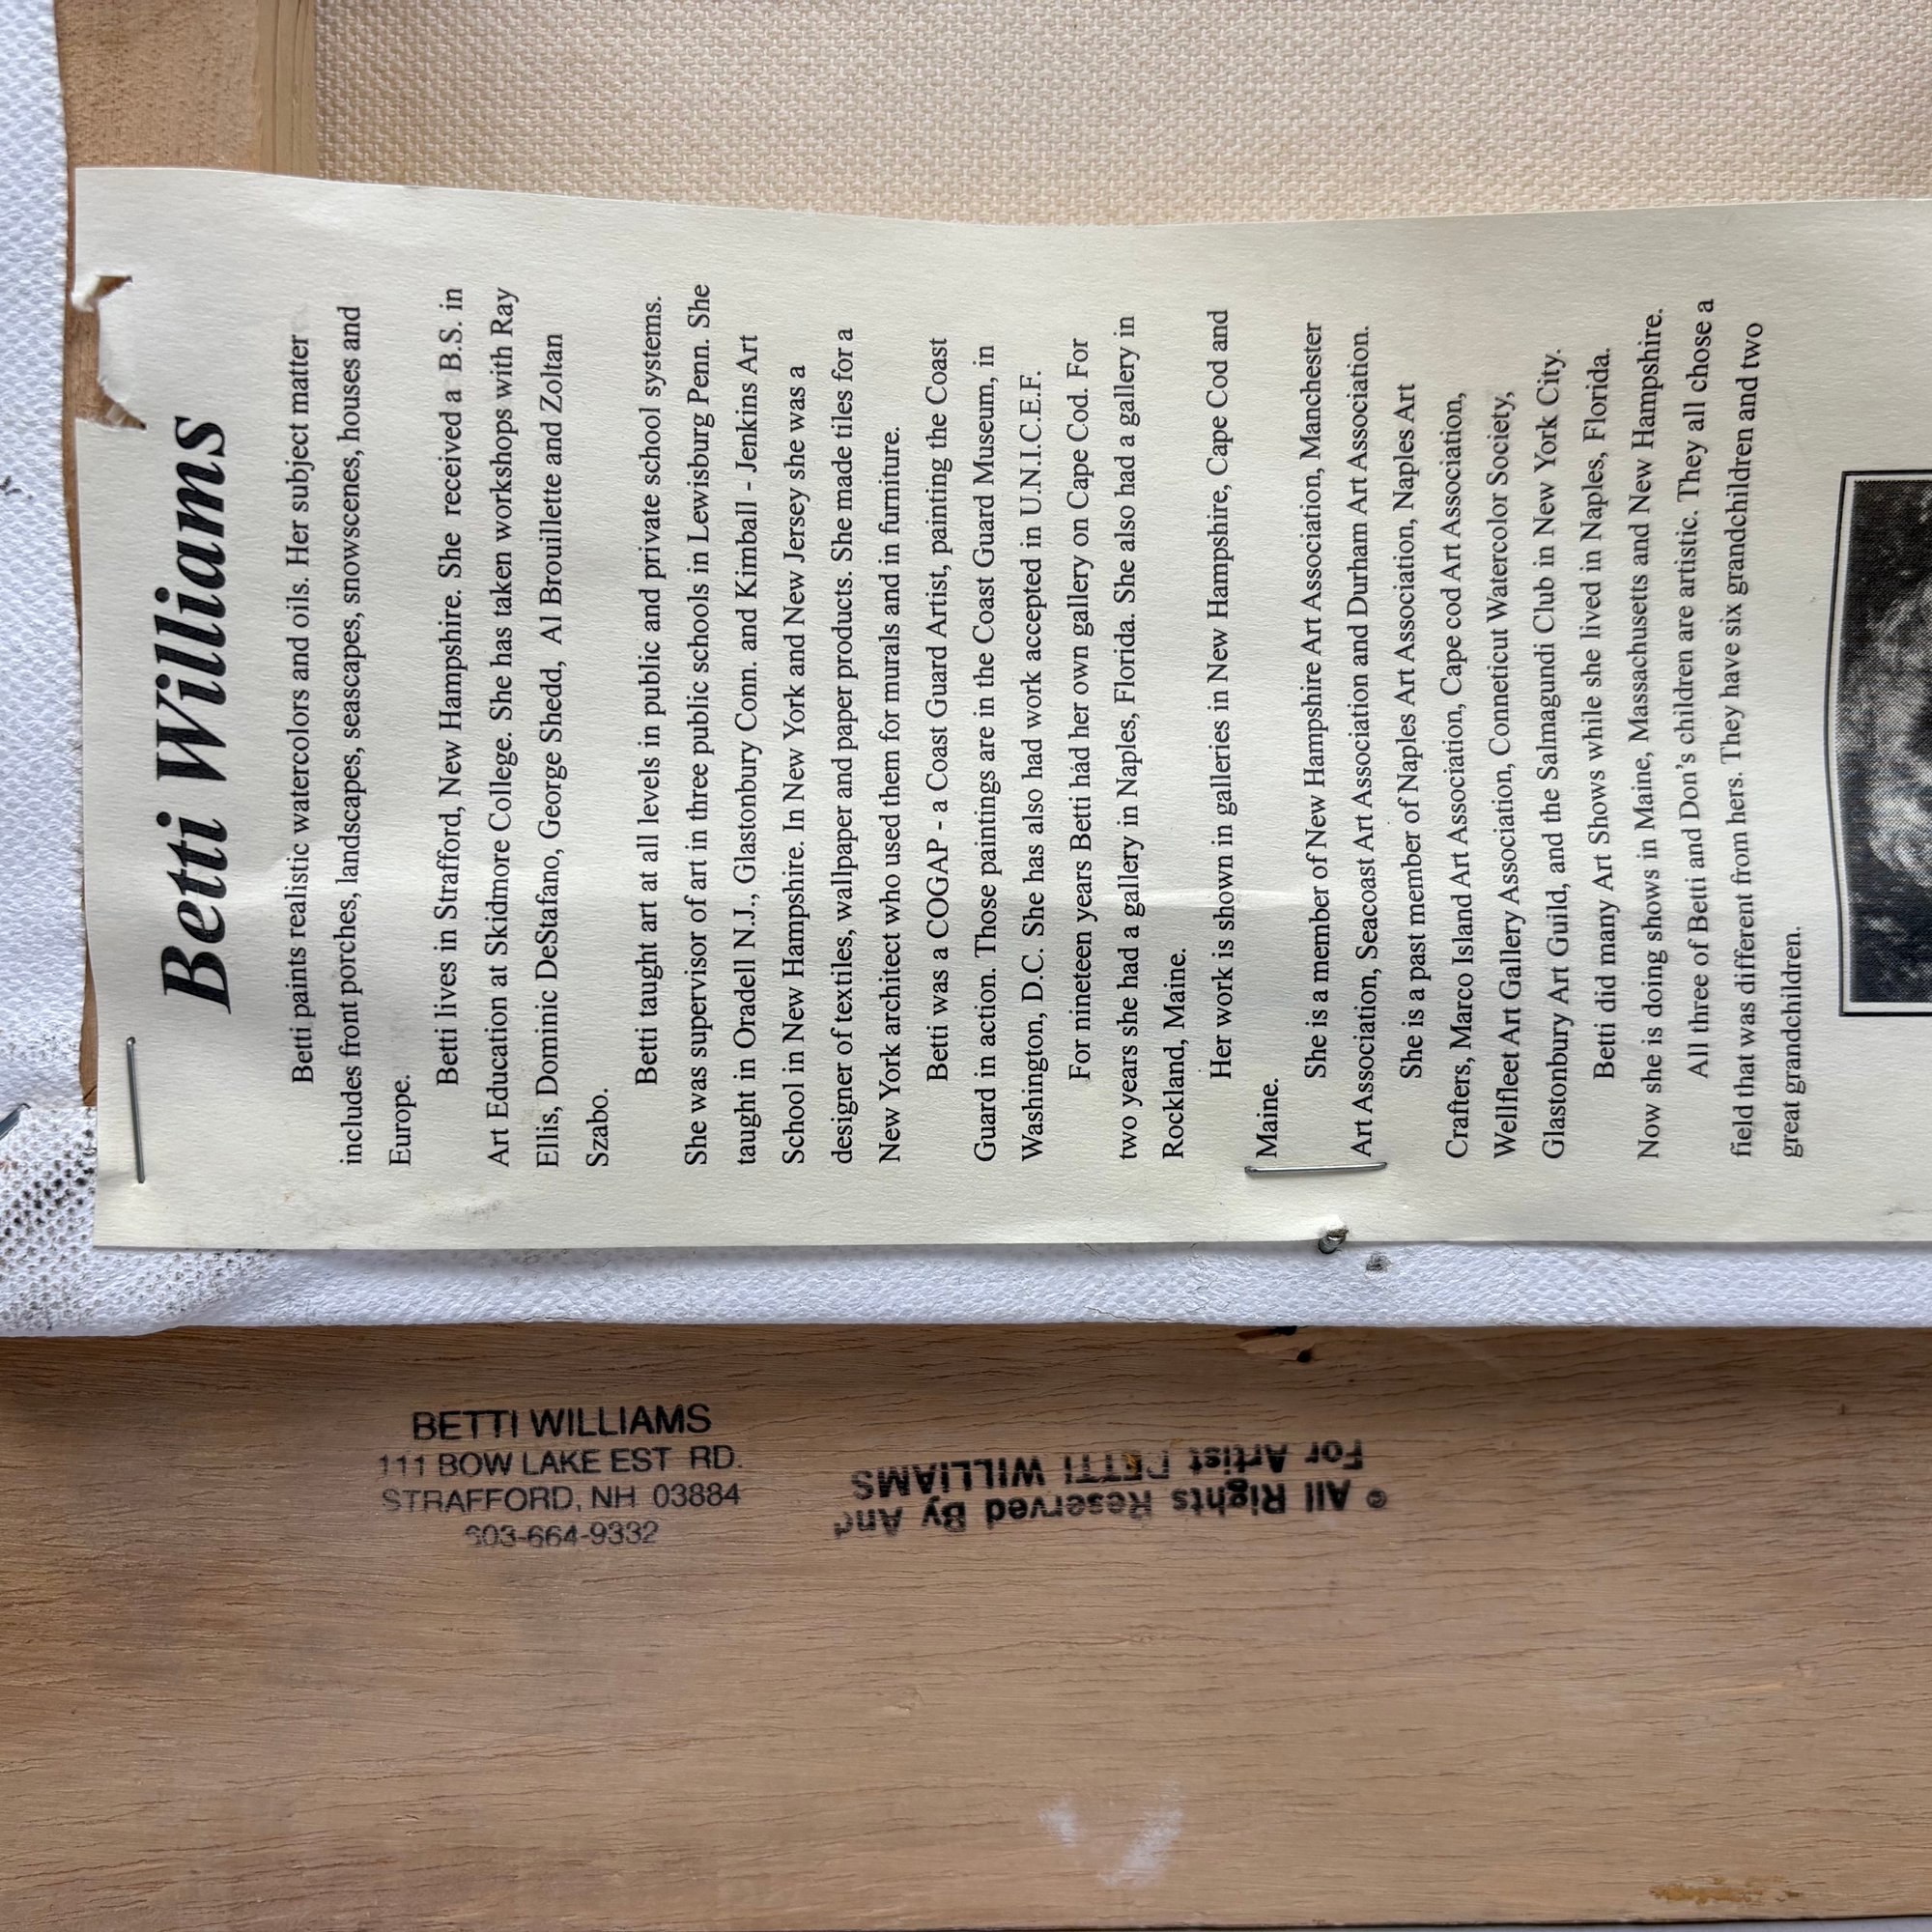 Betti Williams
Betti paints realistic watercolors and oils. Her subject matter
includes front porches, landscapes, seascapes, snowscenes, houses and
Europe.
Betti lives in Strafford, New Hampshire. She received a B.S. in
Art Education at Skidmore College. She has taken workshops with Ray
Ellis, Dominic DeStafano, George Shedd, Al Brouillette and Zoltan
Szabo.
Betti taught art at all levels in public and private school systems.
She was supervisor of art in three public schools in Lewisburg Penn. She
taught in Oradell N.J., Glastonbury Conn. and Kimball - Jenkins Art
School in New Hampshire. In New York and New Jersey she was a
designer of textiles, wallpaper and paper products. She made tiles for a
New York architect who used them for murals and in furniture.
Betti was a COGAP - a Coast Guard Artist, painting the Coast
Guard in action. Those paintings are in the Coast Guard Museum, in
Washington, D.C. She has also had work accepted in U.N.I.C.E.F.
For nineteen years Betti had her own gallery on Cape Cod. For
two years she had a gallery in Naples, Florida. She also had a gallery in
Rockland, Maine.
Her work is shown in galleries in New Hampshire, Cape Cod and
Maine.
She is a member of New Hampshire Art Association, Manchester
Art Association, Seacoast Art Association and Durham Art Association.
She is a past member of Naples Art Association, Naples Art
Crafters, Marco Island Art Association, Cape cod Art Association,
Wellfleet Art Gallery Association, Conneticut Watercolor Society,
Glastonbury Art Guild, and the Salmagundi Club in New York City.
Betti did many Art Shows while she lived in Naples, Florida.
Now she is doing shows in Maine, Massachusetts and New Hampshire.
All three of Betti and Don's children are artistic. They all chose a
field that was different from hers. They have six grandchildren and two
great grandchildren.
BETTI WILLIAMS
111 BOW LAKE EST RD.
STRAFFORD, NH 03884
603-664-9332
© All Rights Reserved By And
For Artist BETTI WILLIAMS